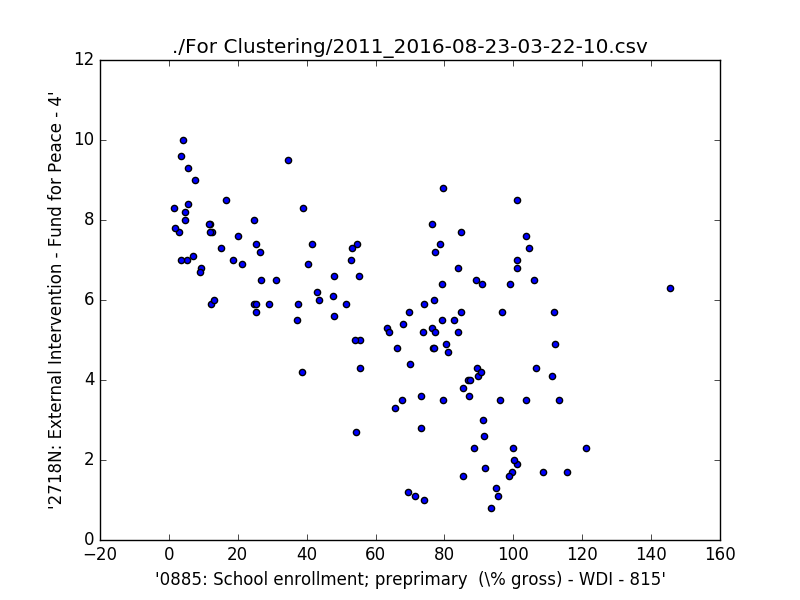 ./For Clustering/2011_2016-08-23-03-22-10.csv
12
10
8
6
4
2
0
'2718N: External Intervention - Fund for Peace - 4'
−20 0 20 40 60 80 100 120 140 160
'0885: School enrollment; preprimary  (\% gross) - WDI - 815'